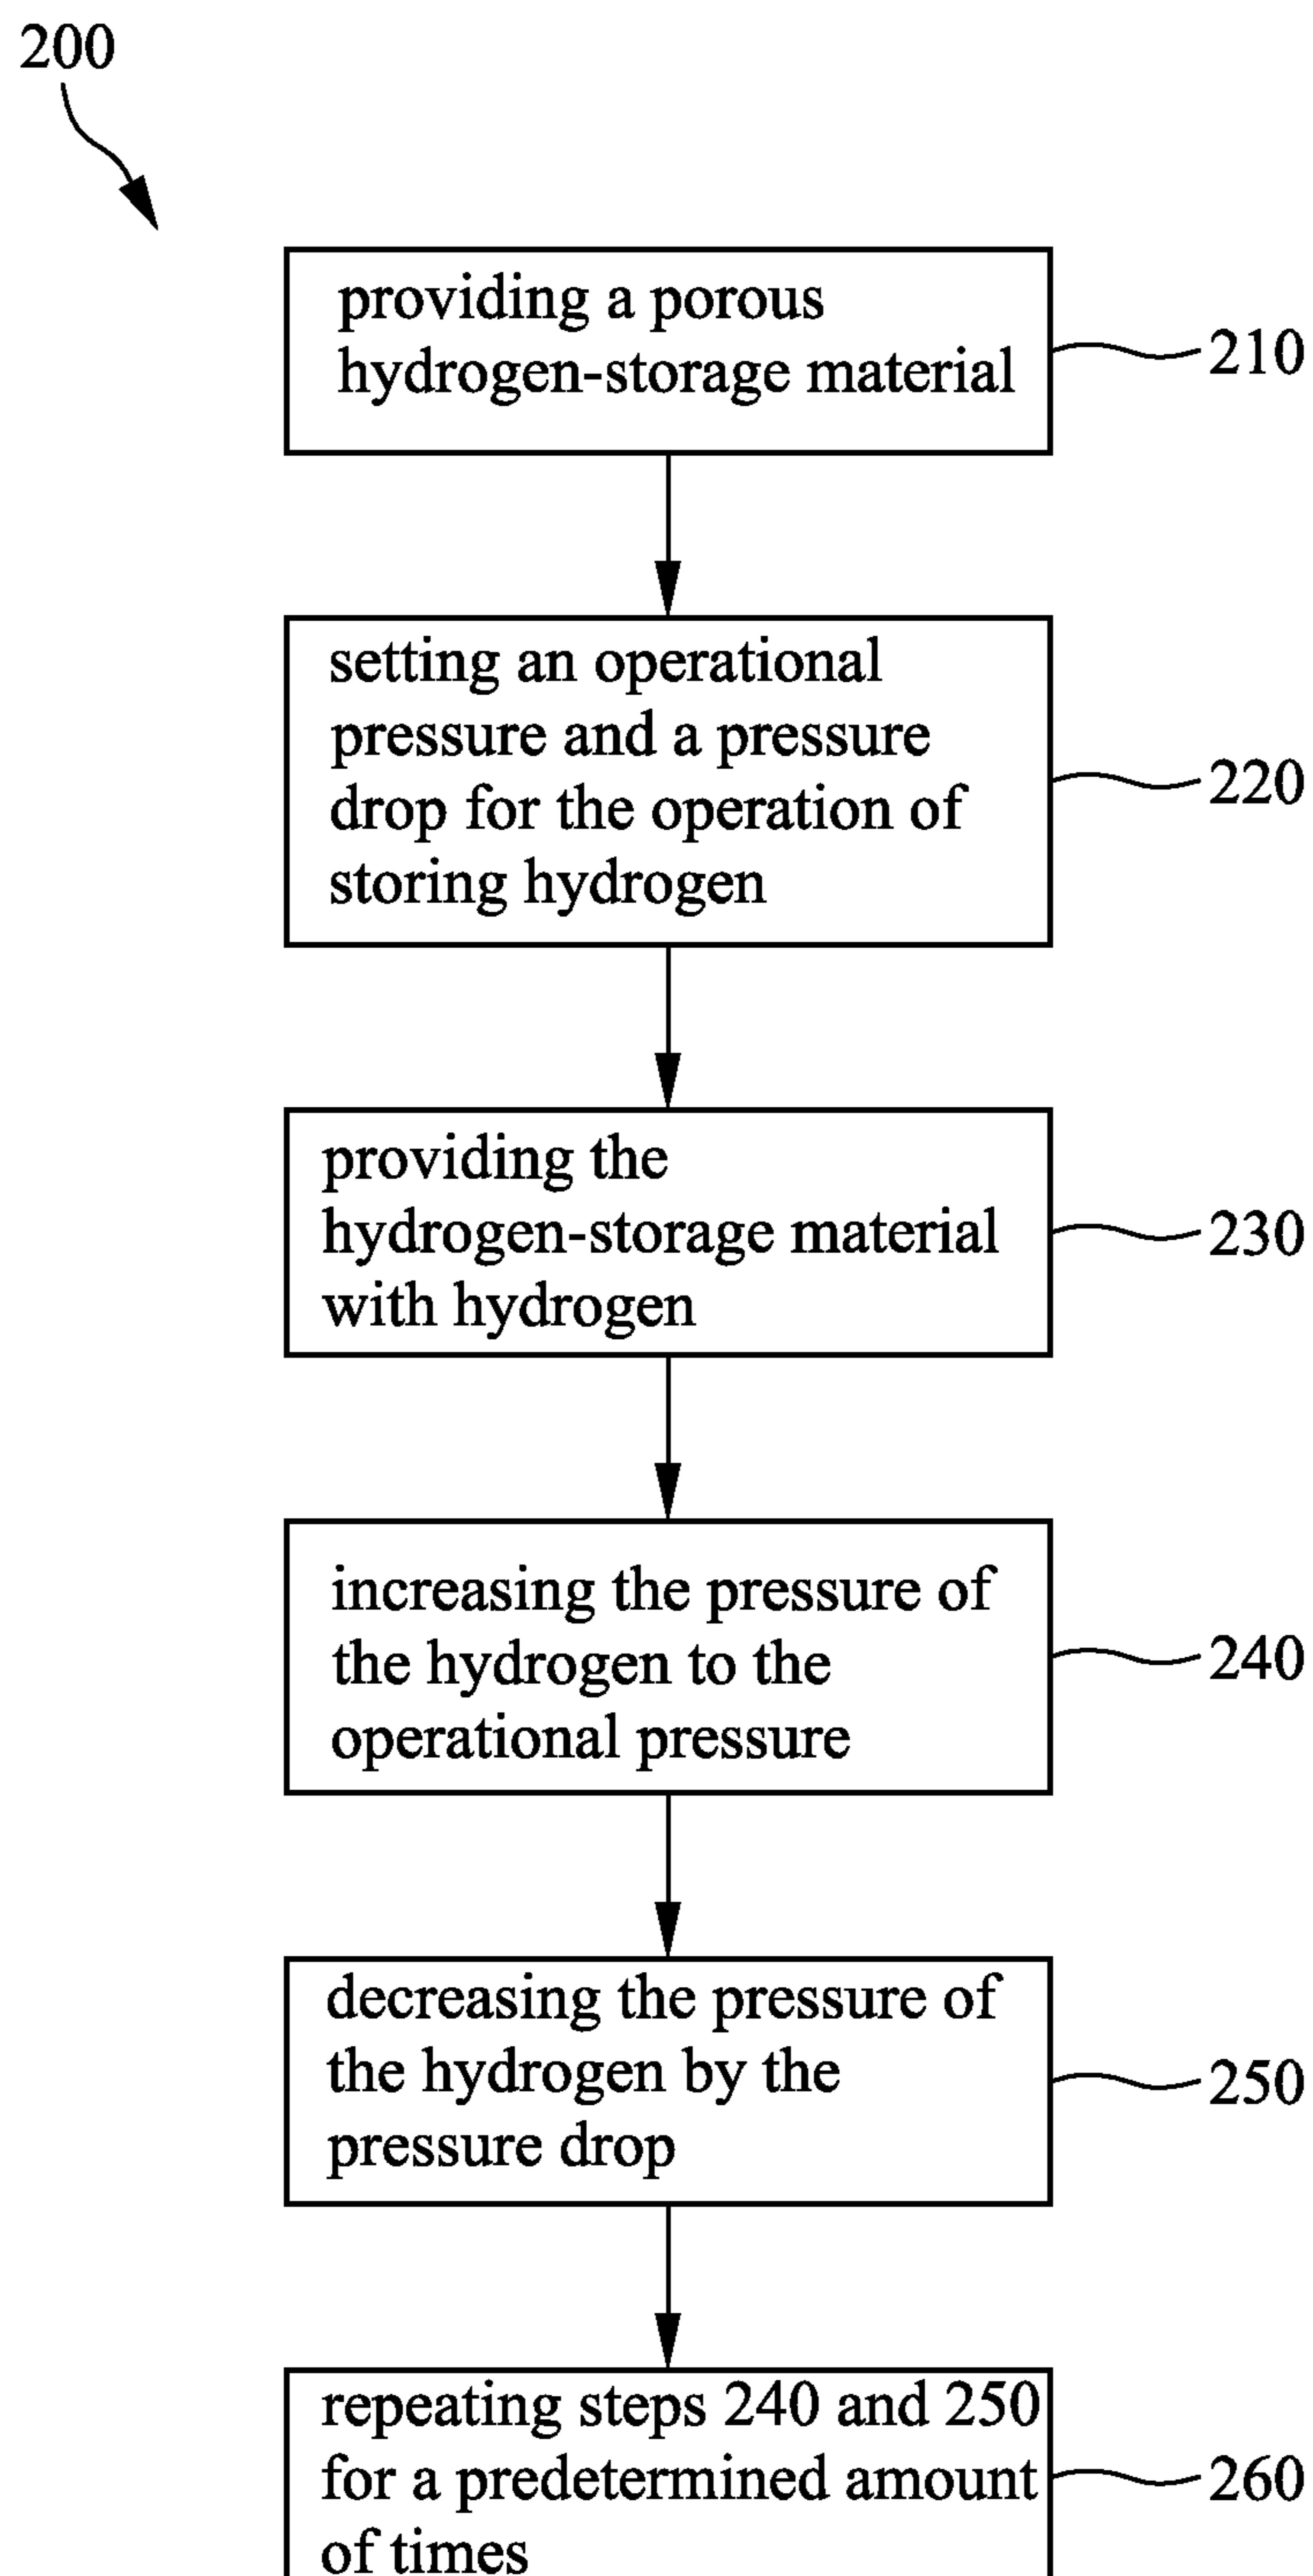 200
providing a porous
hydrogen-storage material
210
setting an operational
pressure and a pressure
drop for the operation of
storing hydrogen
220
providing the
hydrogen-storage material
with hydrogen
230
increasing the pressure of
the hydrogen to the
operational pressure
240
decreasing the pressure of
the hydrogen by the
pressure drop
250
repeating steps 240 and 250
for a predetermined amount
of times
260